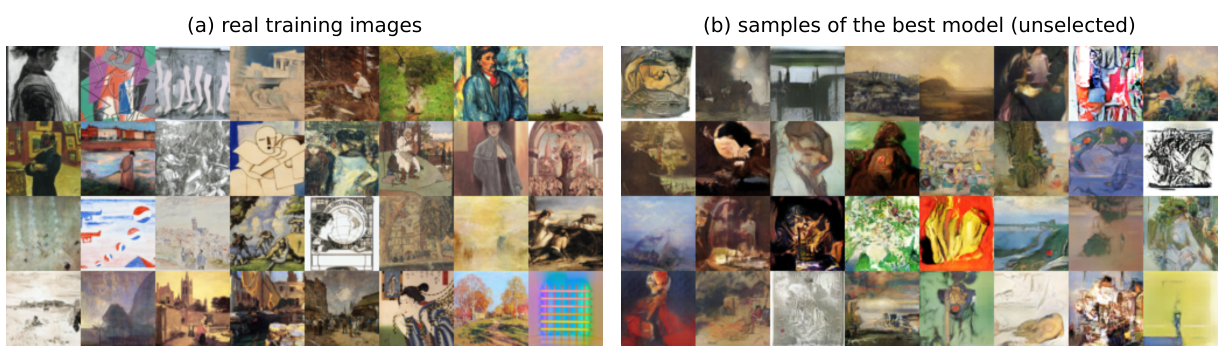 (a) real training images
(b) samples of the best model (unselected)